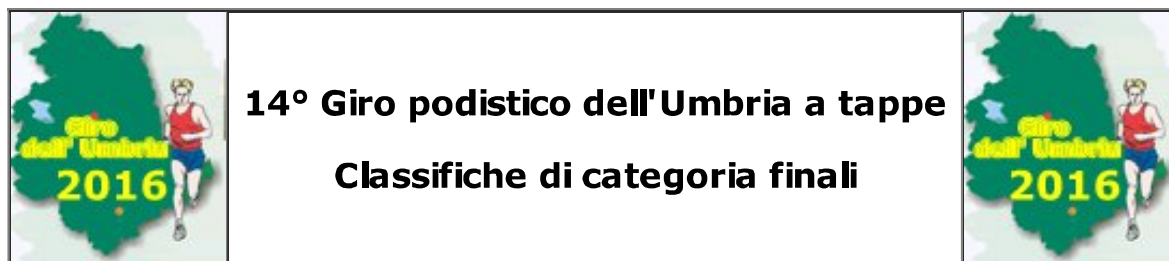 Giro
dell' Umbria
2016
14° Giro podistico dell'Umbria a tappe
Classifiche di categoria finali
Giro
dell' Umbria
2016